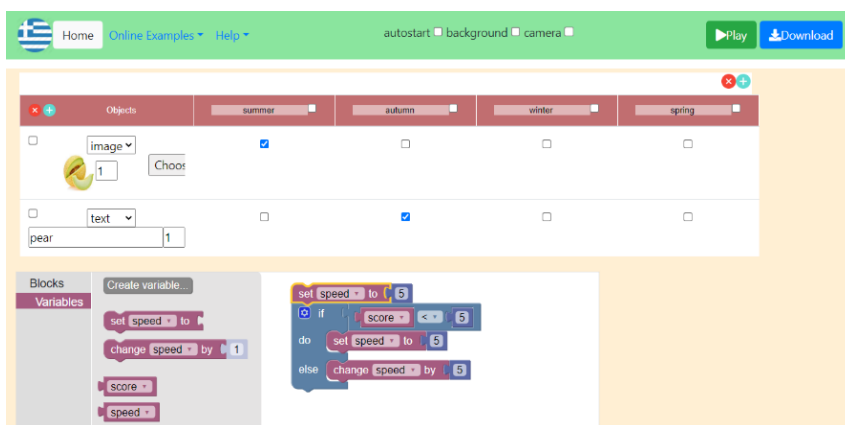 Home Online Examples Help autostart background camera Play Download
Objects summer autumn winter spring
image
1 Choos
text
pear 1
Blocks
Variables
Create variable...
set speed to
change speed by 1
score
speed
set speed to 5
if score < 5
do set speed to 5
else change speed by 5